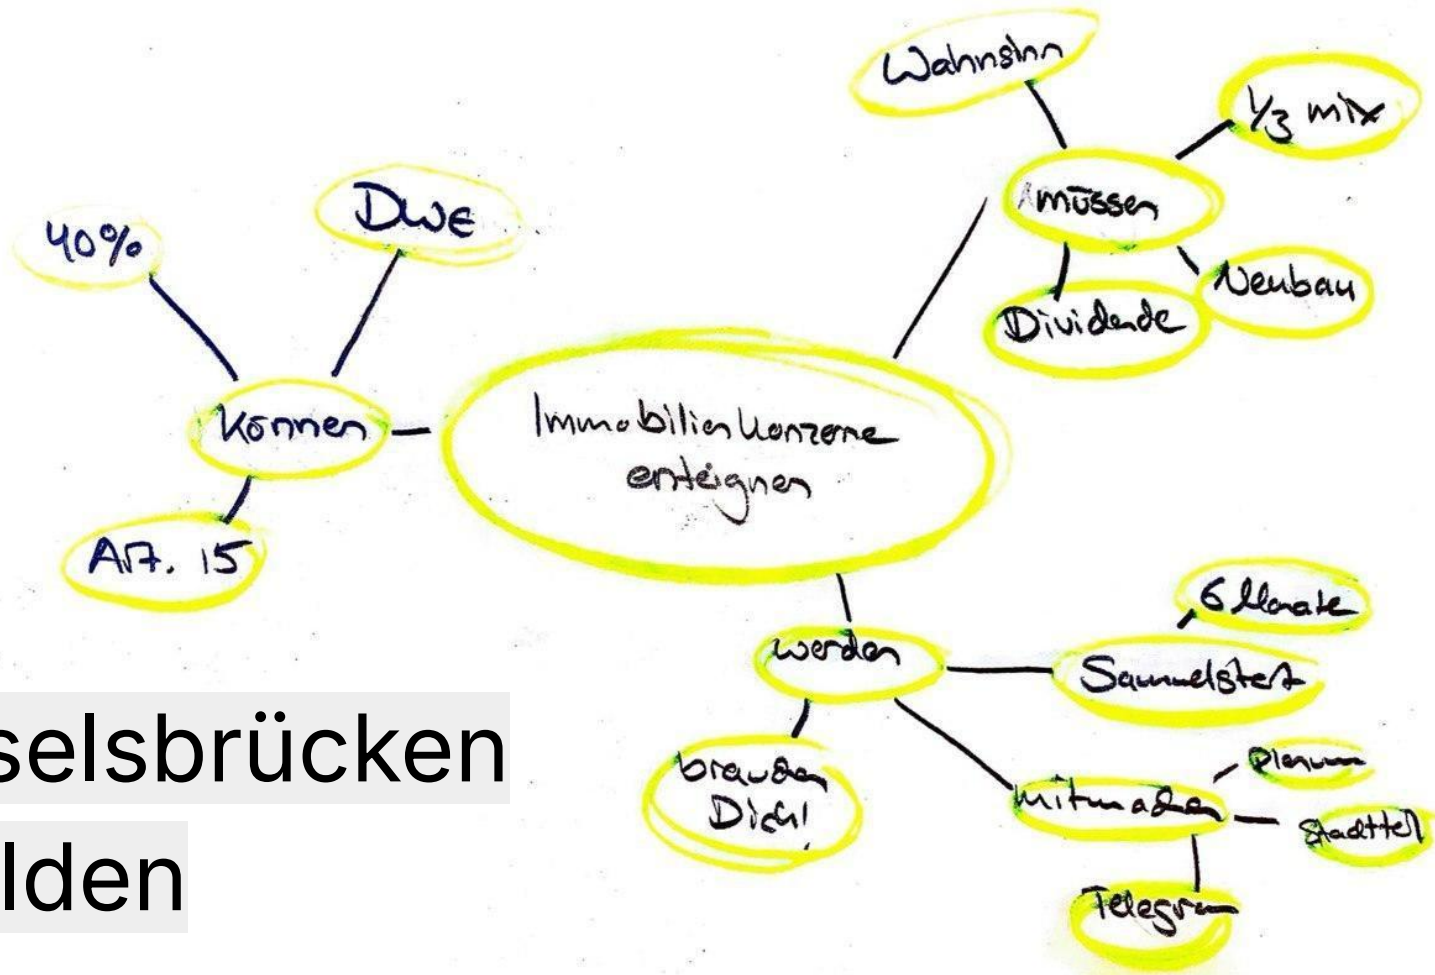 Wahnsinn
1/3 mix
müssen
Neubau
Dividende
40%
DWE
können
Art. 15
Immobilienkonzerne
enteignen
werden
6 Monate
Sammelstart
brauchen
Dich!
mitmachen
Plenum
Stadtteil
Telegram
selsbrücken
lden